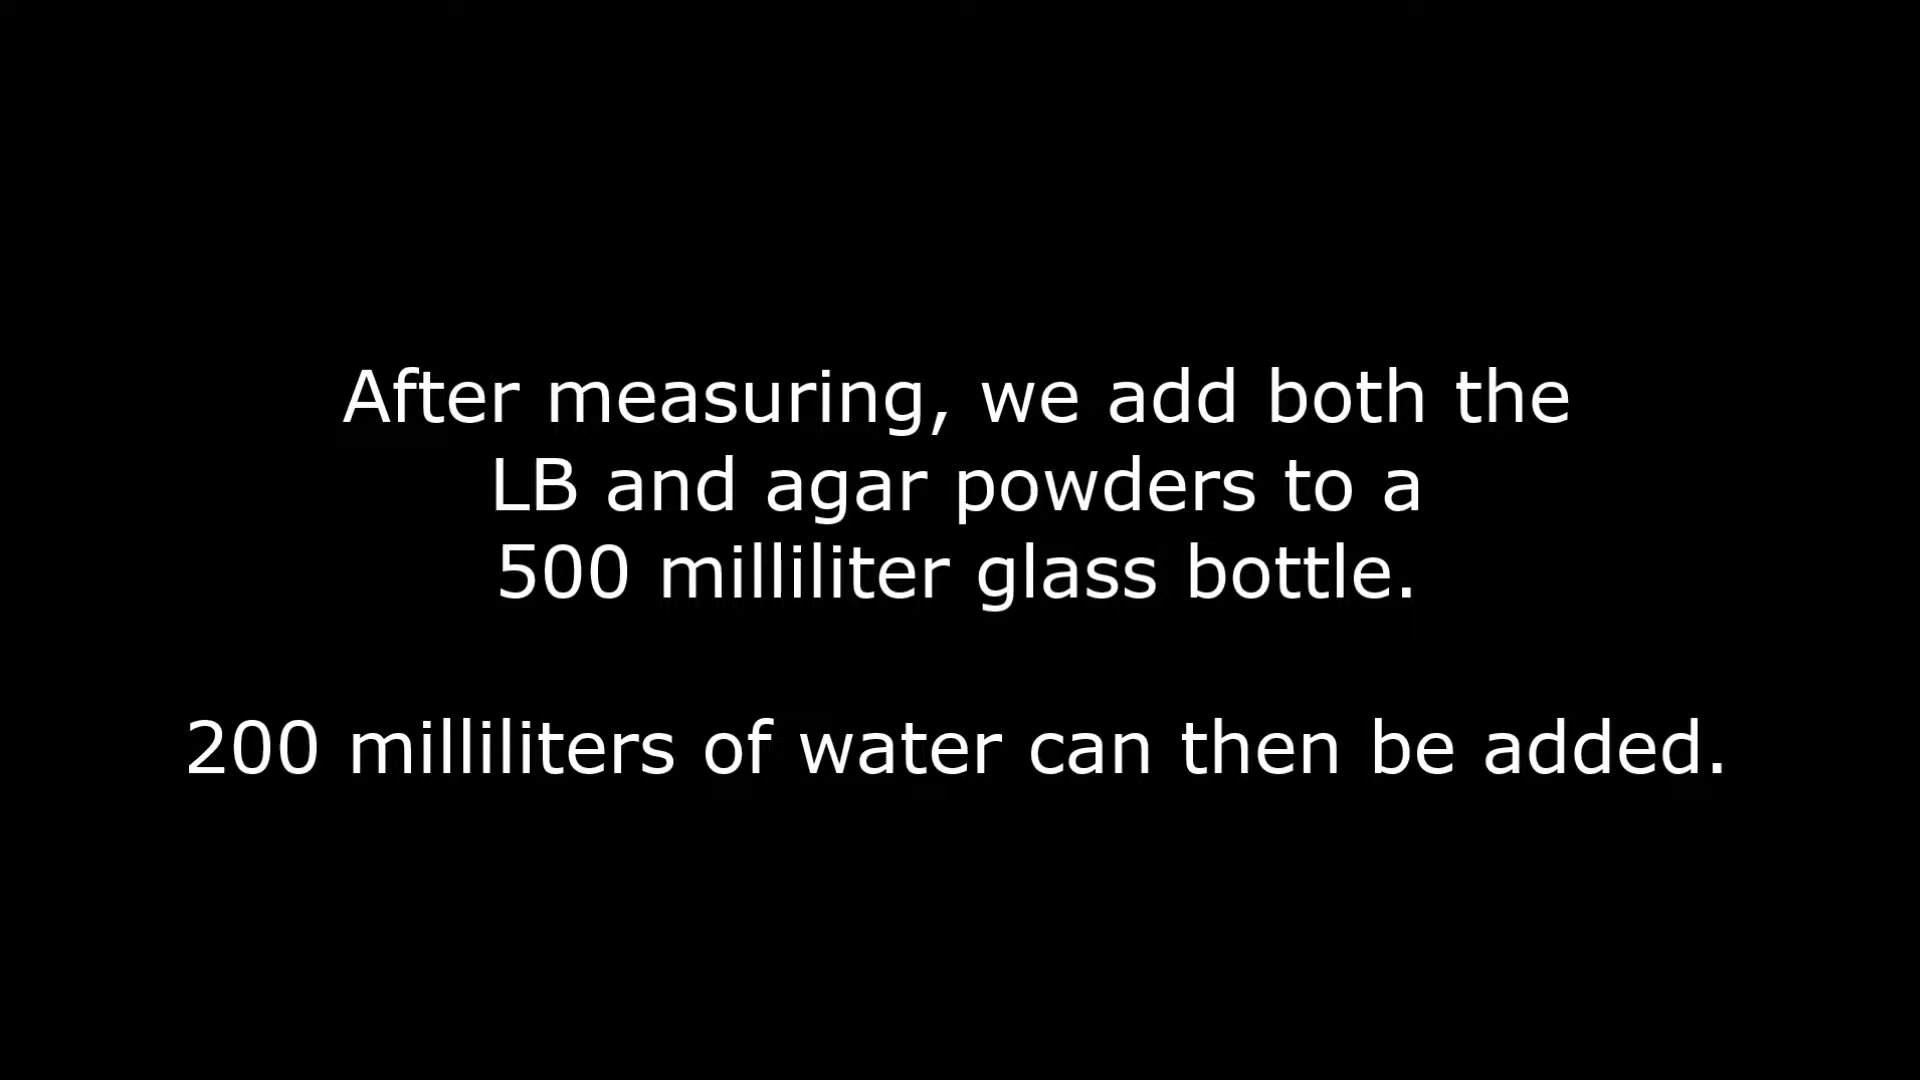 After measuring, we add both the
LB and agar powders to a
500 milliliter glass bottle.
200 milliliters of water can then be added.